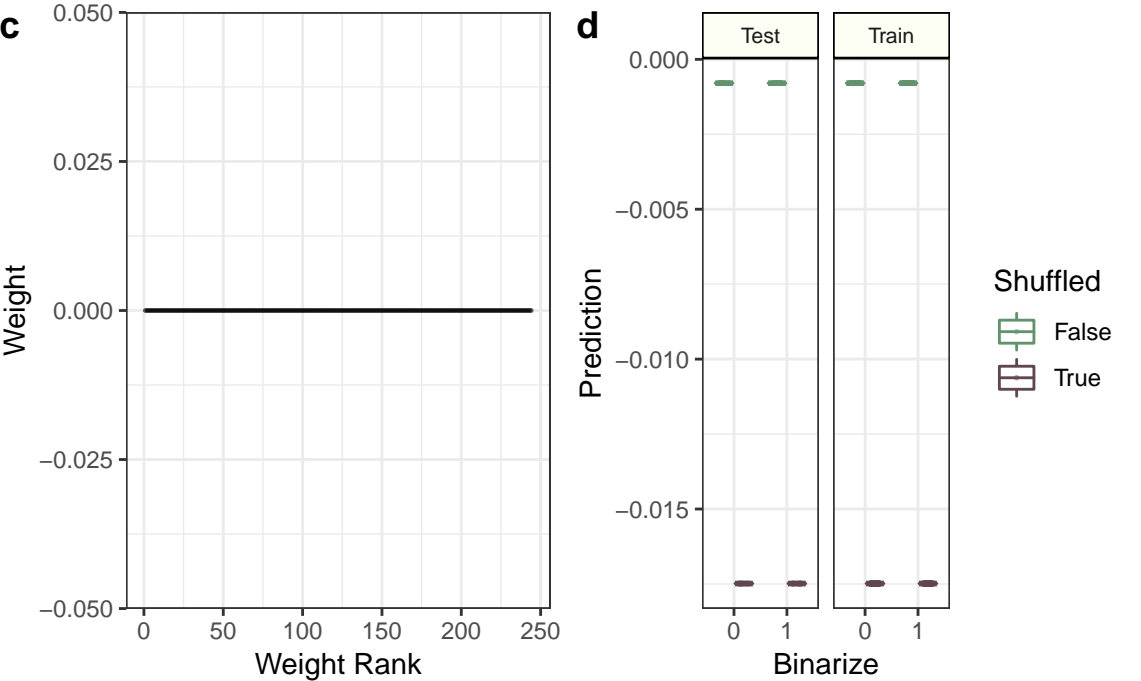 c
0.050
0.025
0.000
−0.025
−0.050
Weight
0 50 100 150 200 250
Weight Rank
d
Test Train
0.000
−0.005
−0.010
−0.015
Prediction
0 1 0 1
Binarize
Shuffled
False
True